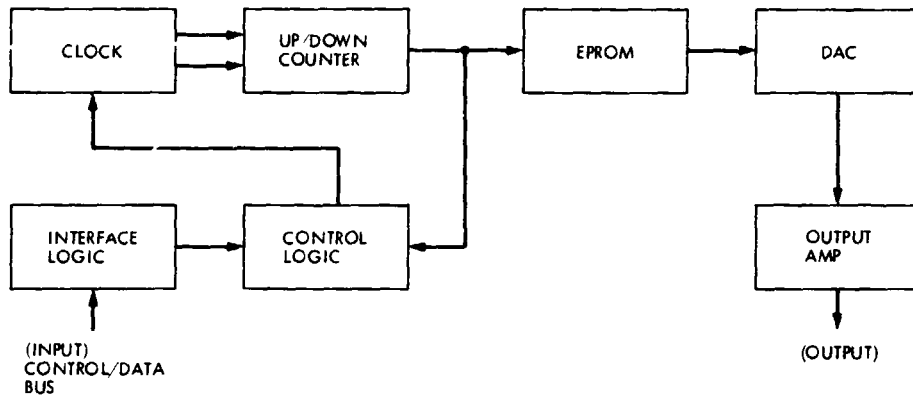 CLOCK
UP/DOWN
COUNTER
EPROM
DAC
INTERFACE
LOGIC
CONTROL
LOGIC
OUTPUT
AMP
(INPUT)
CONTROL/DATA
BUS
(OUTPUT)